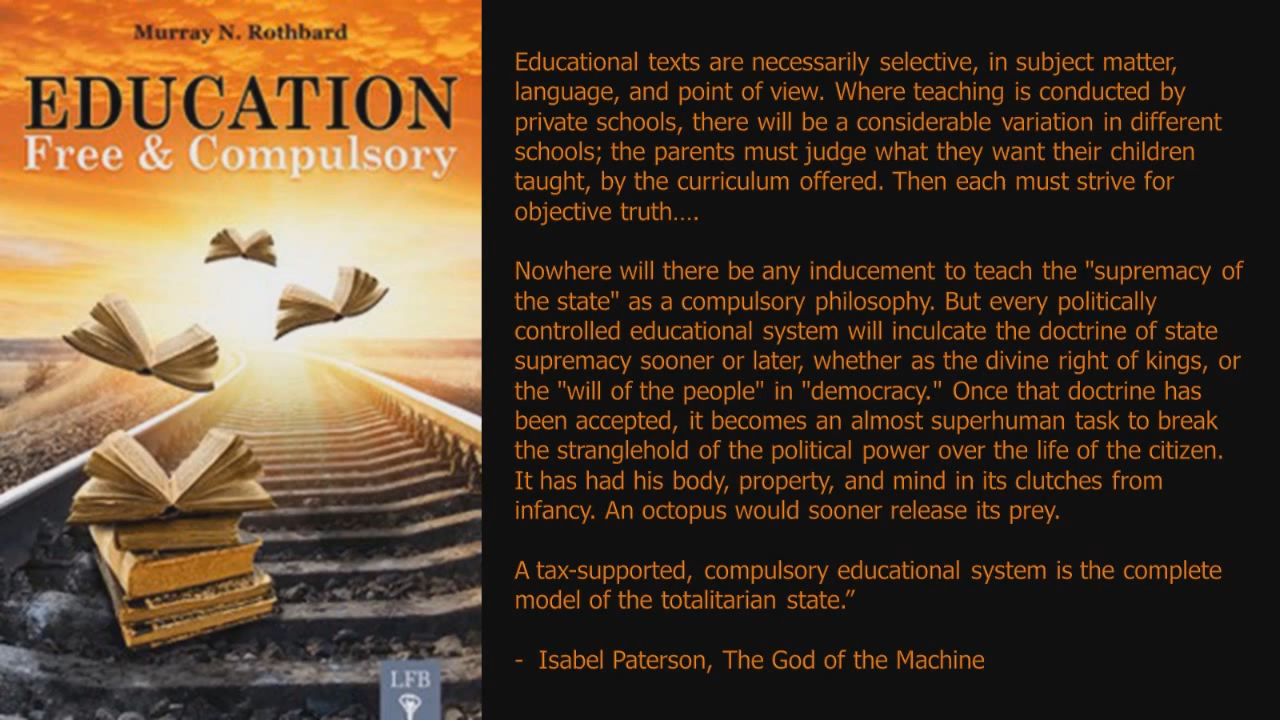 Murray N. Rothbard
EDUCATION
Free & Compulsory
LFB
Educational texts are necessarily selective, in subject matter,
language, and point of view. Where teaching is conducted by
private schools, there will be a considerable variation in different
schools; the parents must judge what they want their children
taught, by the curriculum offered. Then each must strive for
objective truth….
Nowhere will there be any inducement to teach the "supremacy of
the state" as a compulsory philosophy. But every politically
controlled educational system will inculcate the doctrine of state
supremacy sooner or later, whether as the divine right of kings, or
the "will of the people" in "democracy." Once that doctrine has
been accepted, it becomes an almost superhuman task to break
the stranglehold of the political power over the life of the citizen.
It has had his body, property, and mind in its clutches from
infancy. An octopus would sooner release its prey.
A tax-supported, compulsory educational system is the complete
model of the totalitarian state.”
- Isabel Paterson, The God of the Machine